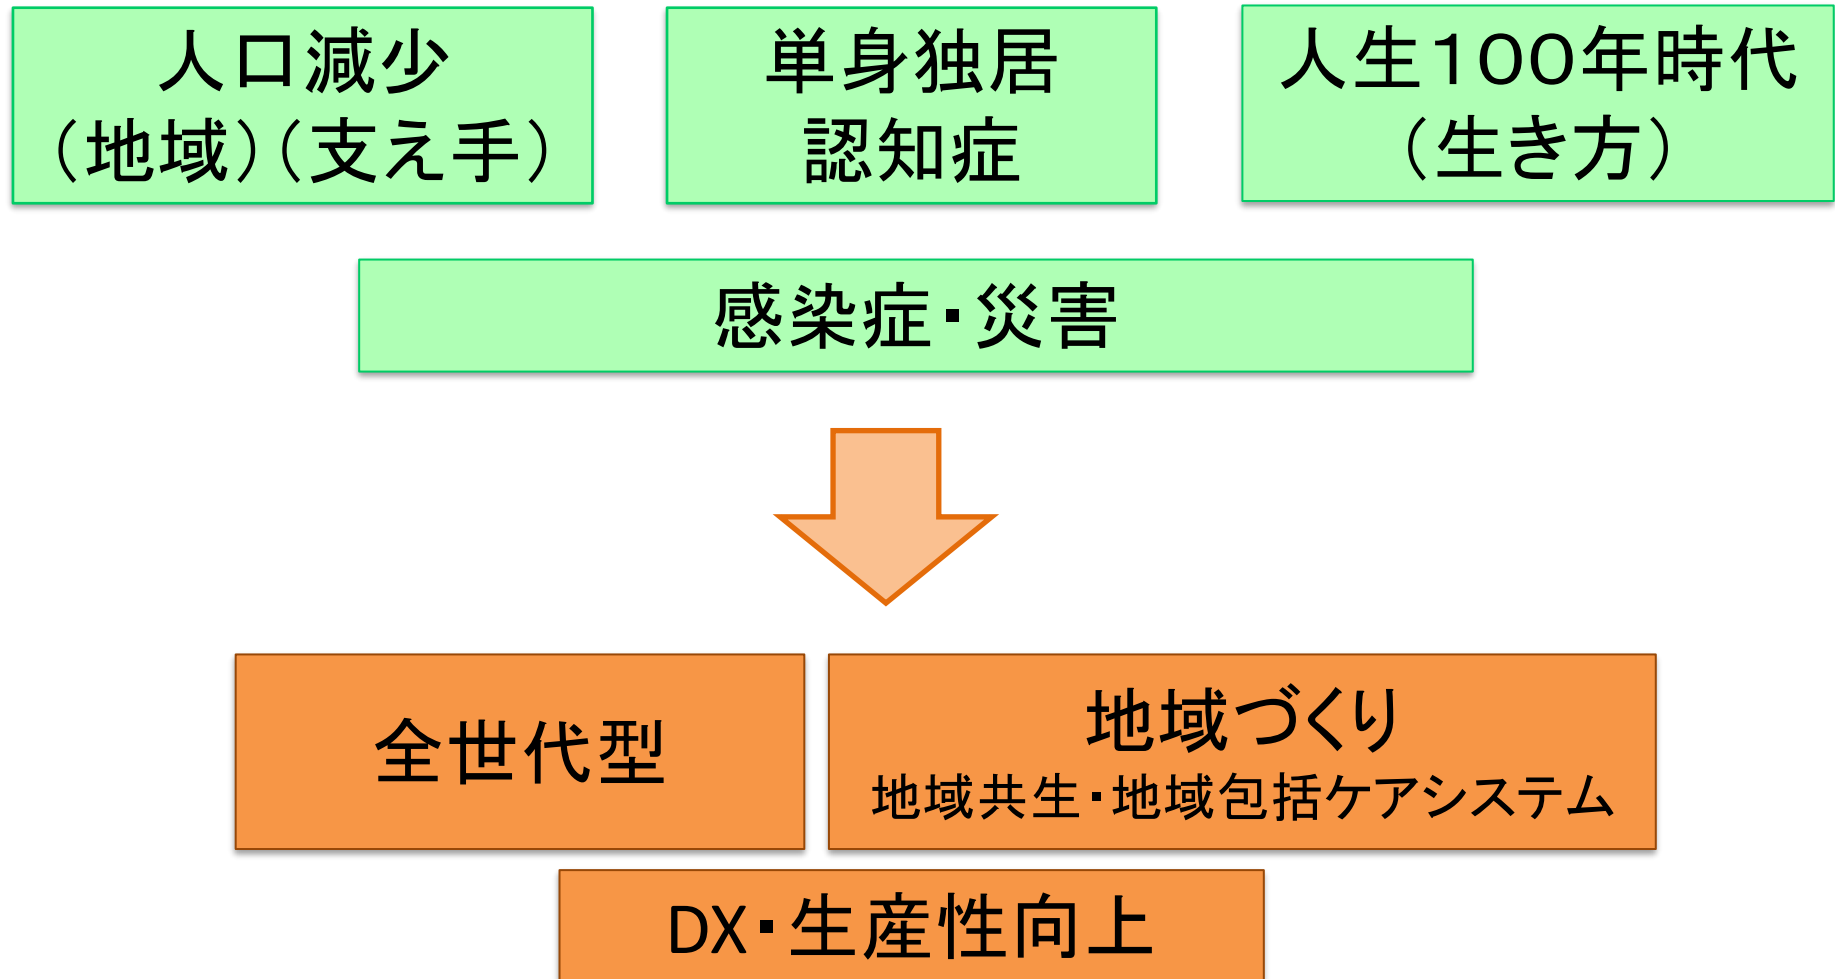 人口減少
（地域）（支え手）
単身独居
認知症
人生１００年時代
（生き方）
感染症・災害
全世代型
地域づくり
地域共生・地域包括ケアシステム
DX・生産性向上